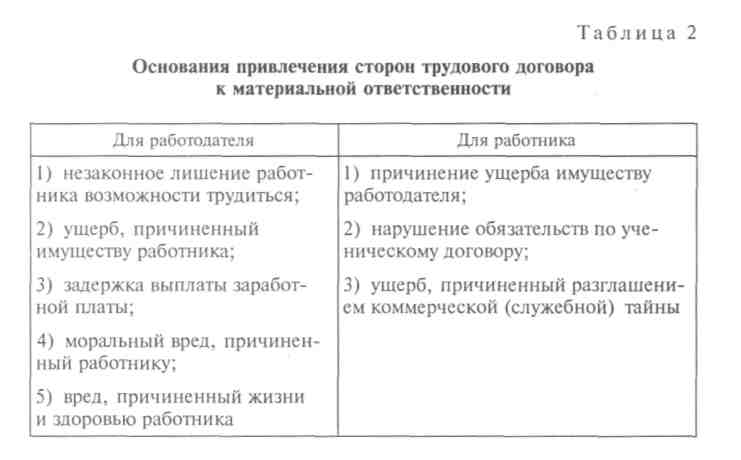 Таблица 2
Основания привлечения сторон трудового договора
к материальной ответственности
Для работодателя
1) незаконное лишение работ-
ника возможности трудиться;
2) ущерб, причиненный
имуществу работника;
3) задержка выплаты заработ-
ной платы;
4) моральный вред, причинен-
ный работнику;
5) вред, причиненный жизни
и здоровью работника
Для работника
1) причинение ущерба имуществу
работодателя;
2) нарушение обязательств по уче-
ническому договору;
3) ущерб, причиненный разглашени-
ем коммерческой (служебной) тайны